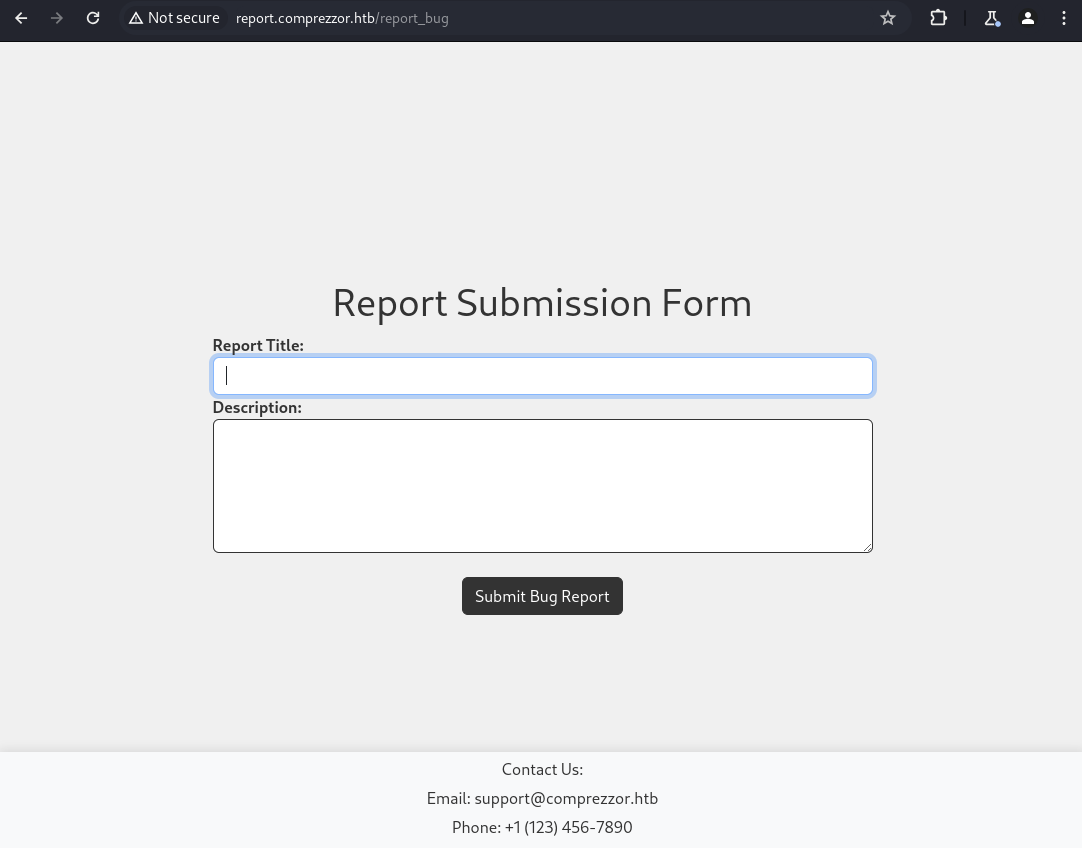 Not secure report.comprezzor.htb/report_bug
Report Submission Form
Report Title:
Description:
Submit Bug Report
Contact Us:
Email: support@comprezzor.htb
Phone: +1 (123) 456-7890